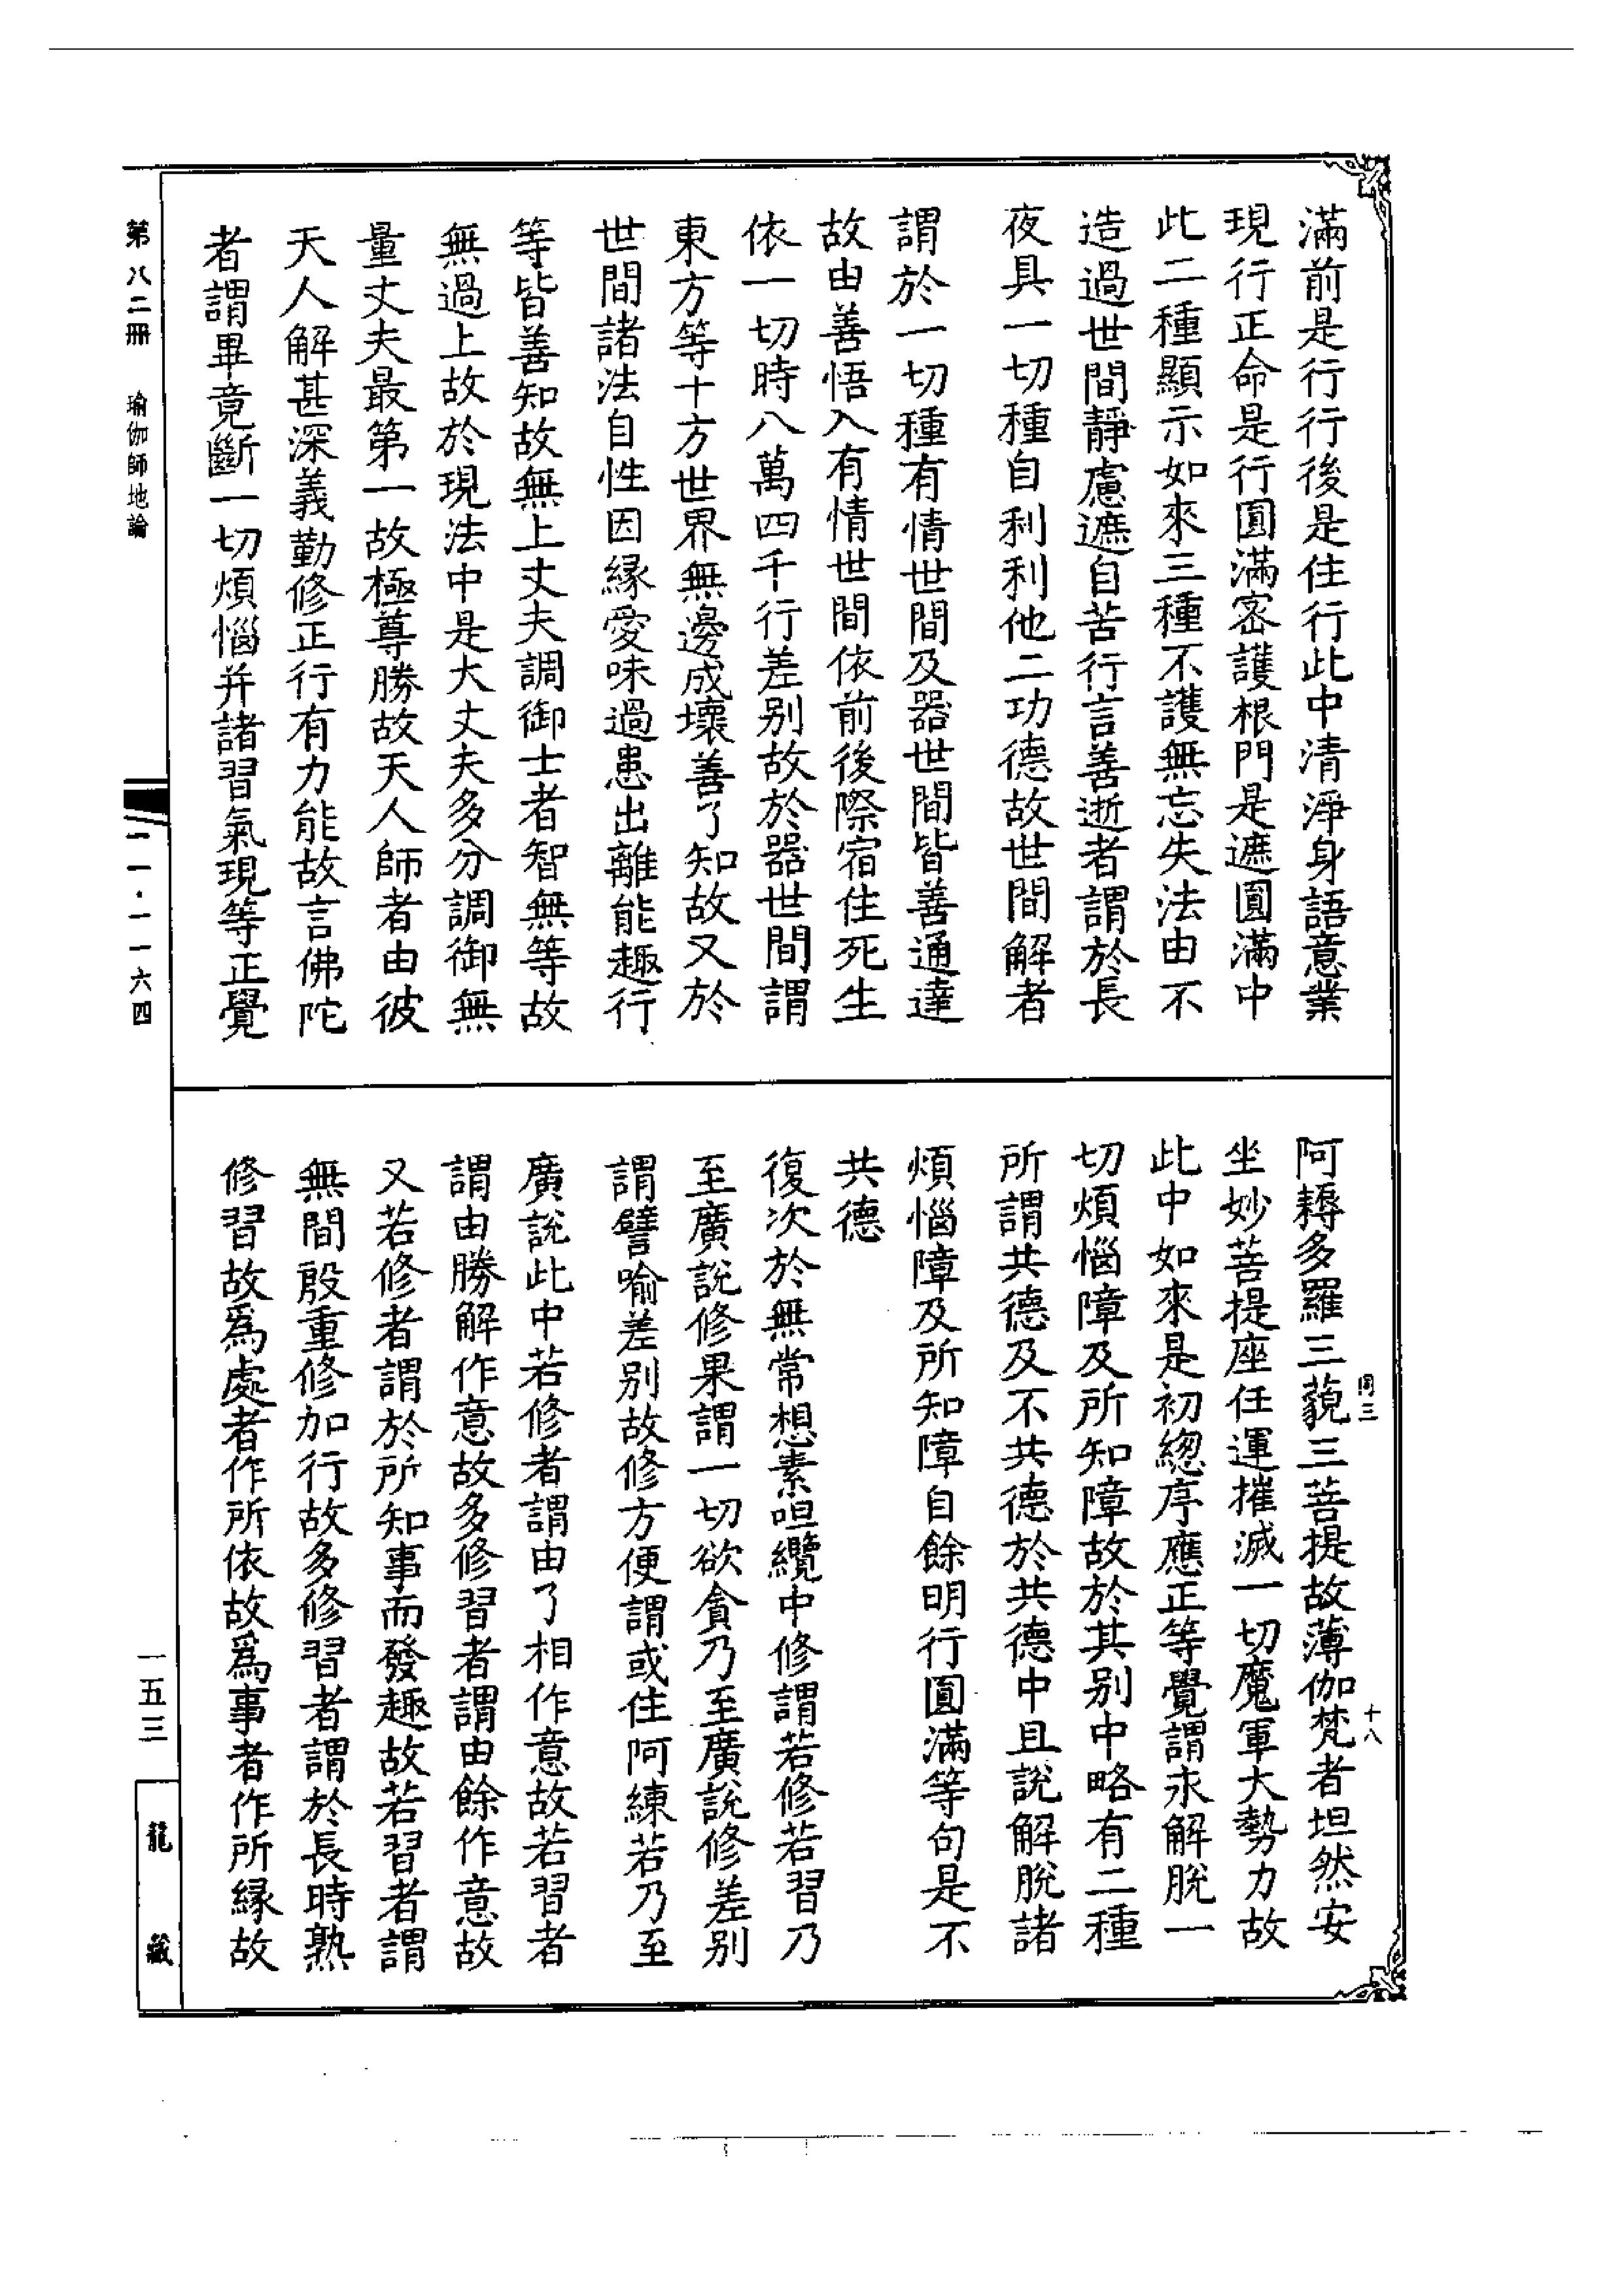 滿前是行行後是住行此中清淨身語意業
現行正命是行圓滿密護根門是遮圓滿中
此二種顯示如來三種不護無忘失法由不
造過世間靜慮遮自苦行言善逝者謂於長
夜具一切種自利利他二功德故世間解者
謂於一切種有情世間及器世間皆善通達
故由善悟入有情世間依前後際宿住死生
依一切時八萬四千行差别故於器世間謂
東方等十方世界無邊成壞善了知故又於
世間諸法自性因緣愛味過患出離能趣行
等皆善知故無上丈夫調御士者智無等故
無過上故於現法中是大丈夫多分調御無
量丈夫最第一故極尊勝故天人師者由彼
天人解甚深義勤修正行有力能故言佛陀
者謂畢竟斷一切煩惱并諸習氣現等正覺
阿耨多羅三藐三菩提故薄伽梵者坦然安
坐妙菩提座任運摧滅一切魔軍大勢力故
此中如來是初總序應正等覺謂永解脫一
切煩惱障及所知障故於其别中略有二種
所謂共德及不共德於共德中且說解脫諸
煩惱障及所知障自餘明行圓滿等句是不
共德
復次於無常想素呾纜中修謂若修若習乃
至廣說修果謂一切欲貪乃至廣說修差别
謂譬喻差别故修方便謂或住阿練若乃至
廣說此中若修者謂由了相作意故若習者
謂由勝解作意故多修習者謂由餘作意故
又若修者謂於所知事而發趣故若習者謂
無間殷重修加行故多修習者謂於長時熟
修習故為處者作所依故為事者作所緣故
同三
十八
第八二冊 瑜伽師地論
二一·一一六四
一五三
龍藏